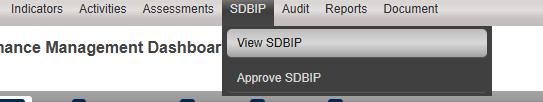 Indicators Activities Assessments SDBIP Audit Reports Document
View SDBIP
nance Management Dashboar
Approve SDBIP